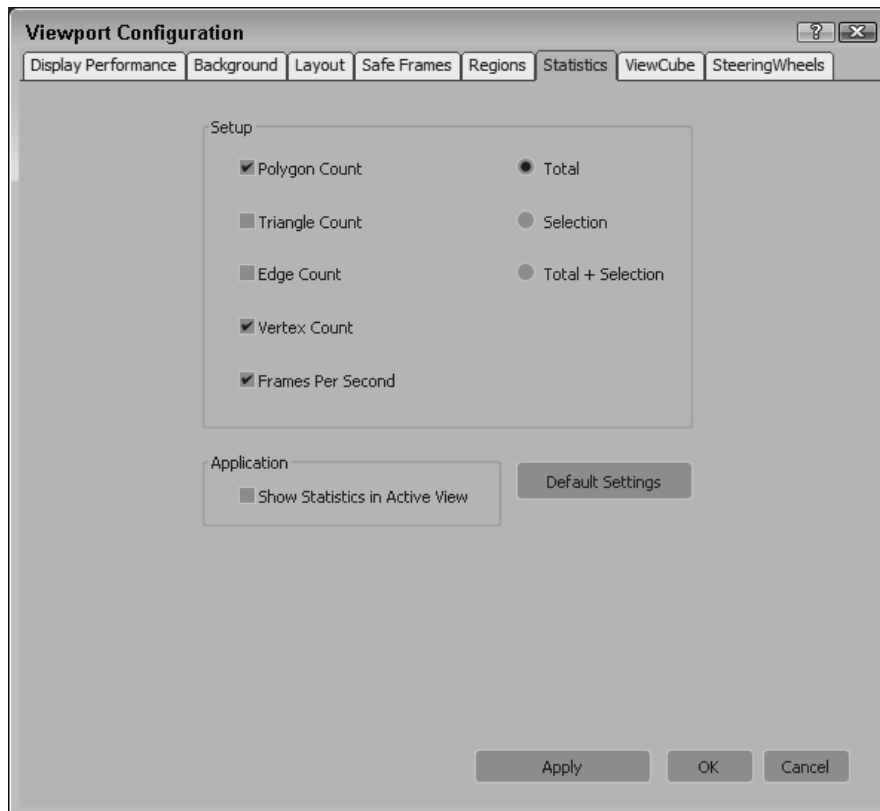 Viewport Configuration
Display Performance Background Layout Safe Frames Regions Statistics ViewCube SteeringWheels
Setup
Polygon Count Total
Triangle Count Selection
Edge Count Total + Selection
Vertex Count
Frames Per Second
Application
Show Statistics in Active View Default Settings
Apply OK Cancel